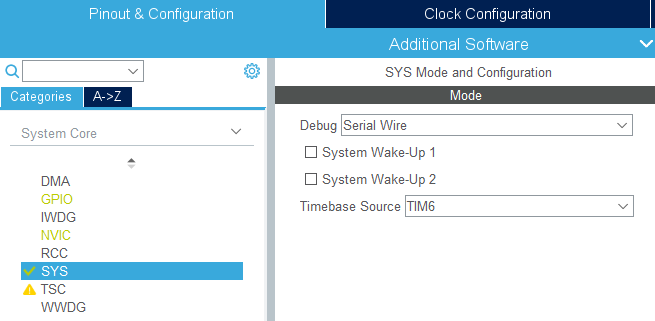 Pinout & Configuration
Clock Configuration
Additional Software
Categories
A->Z
System Core
DMA
GPIO
IWDG
NVIC
RCC
SYS
TSC
WWDG
SYS Mode and Configuration
Mode
Debug Serial Wire
System Wake-Up 1
System Wake-Up 2
Timebase Source TIM6